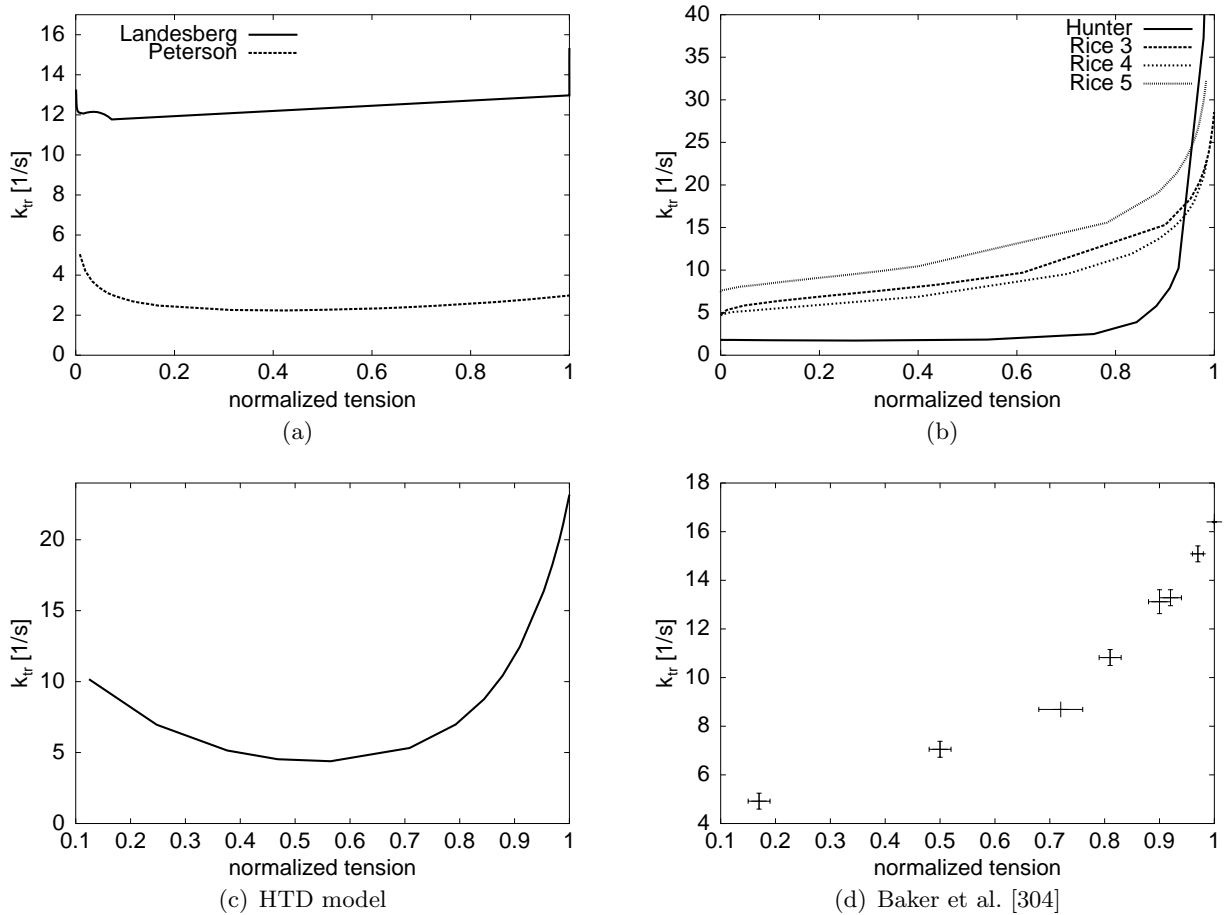 Landesberg
Peterson
16
14
12
10
8
6
4
2
0
k_tr [1/s]
0 0.2 0.4 0.6 0.8 1
normalized tension
(a)
Hunter
Rice 3
Rice 4
Rice 5
40
35
30
25
20
15
10
5
0
k_tr [1/s]
0 0.2 0.4 0.6 0.8 1
normalized tension
(b)
20
15
10
5
0
k_tr [1/s]
0.1 0.2 0.3 0.4 0.5 0.6 0.7 0.8 0.9 1
normalized tension
(c) HTD model
18
16
14
12
10
8
6
4
k_tr [1/s]
0.1 0.2 0.3 0.4 0.5 0.6 0.7 0.8 0.9 1
normalized tension
(d) Baker et al. [304]